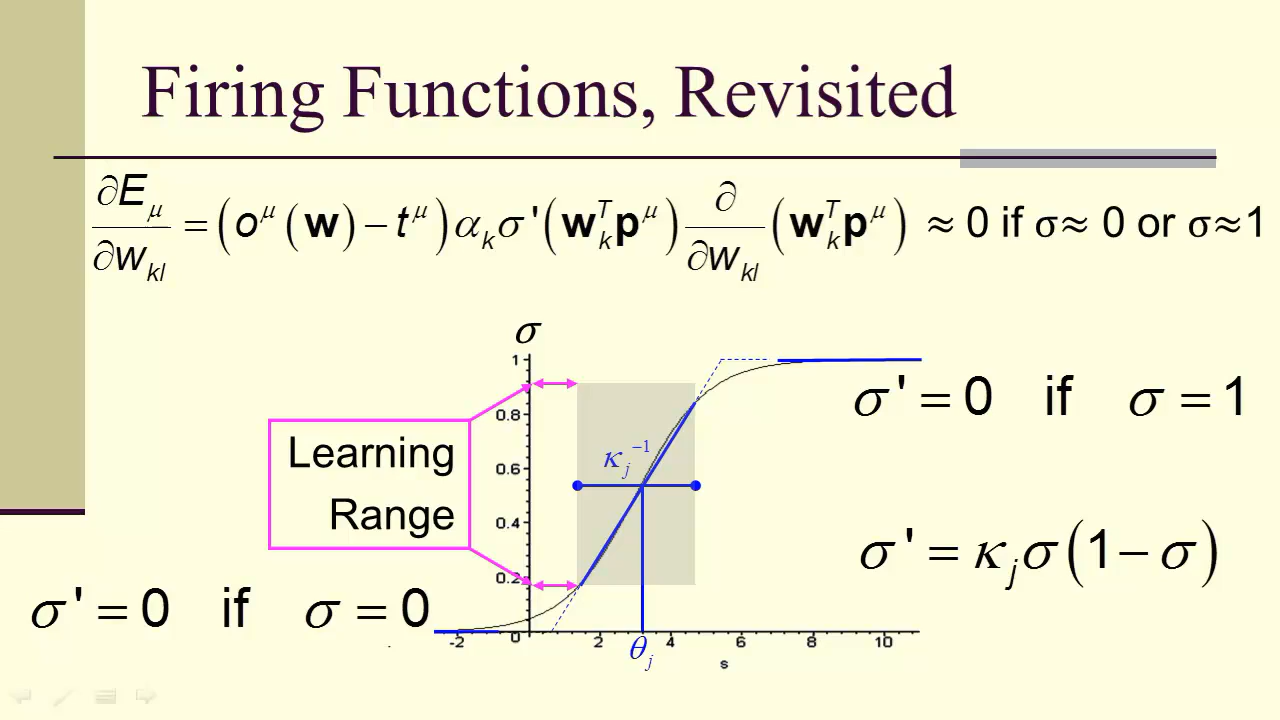 Firing Functions, Revisited
∂E_μ/∂w_kl = (o^μ(**w**) − t^μ) α_k σ'(**w**_k^T **p**^μ) ∂/∂w_kl (**w**_k^T **p**^μ) ≈ 0 if σ≈ 0 or σ≈1
σ
1
0.8
0.6
0.4
0.2
0
-2 2 4 6 8 10
s
κ_j^−1
θ_j
Learning
Range
σ' = 0 if σ = 1
σ' = κ_j σ(1 − σ)
σ' = 0 if σ = 0